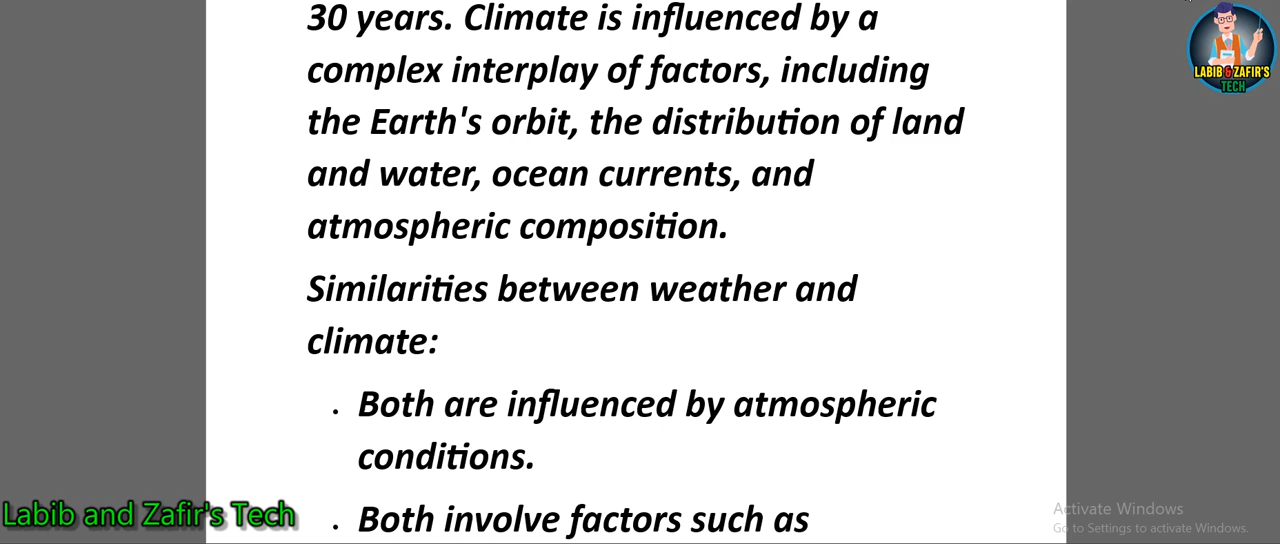 30 years. Climate is influenced by a
complex interplay of factors, including
the Earth's orbit, the distribution of land
and water, ocean currents, and
atmospheric composition.
Similarities between weather and
climate:
• Both are influenced by atmospheric
conditions.
• Both involve factors such as
LABIB & ZAFIR'S
TECH
Labib and Zafir's Tech
Activate Windows
Go to Settings to activate Windows.